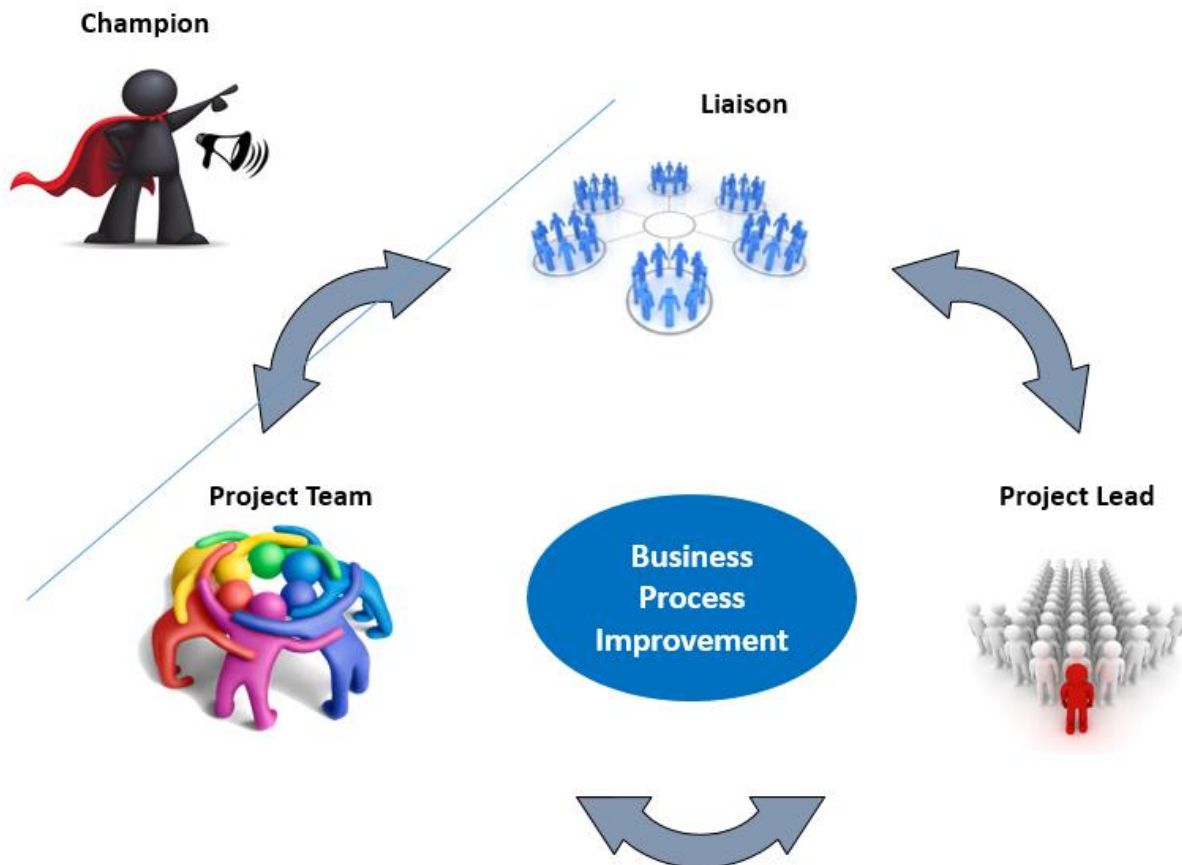 Champion
Liaison
Project Team
Project Lead
Business
Process
Improvement